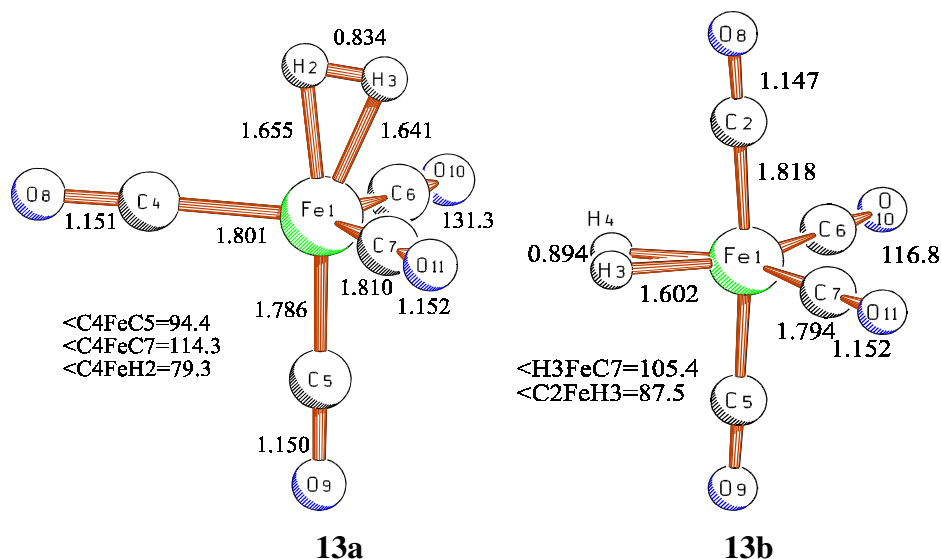 0.834
H2
H3
1.655
1.641
O8
C4
1.151
1.801
Fe1
C6
O10
131.3
C7
O11
1.810
1.152
1.786
<C4FeC5=94.4
<C4FeC7=114.3
<C4FeH2=79.3
C5
1.150
O9
13a
O8
1.147
C2
1.818
H4
0.894
H3
1.602
Fe1
C6
O
10
116.8
C7
O11
1.794
1.152
<H3FeC7=105.4
<C2FeH3=87.5
C5
O9
13b